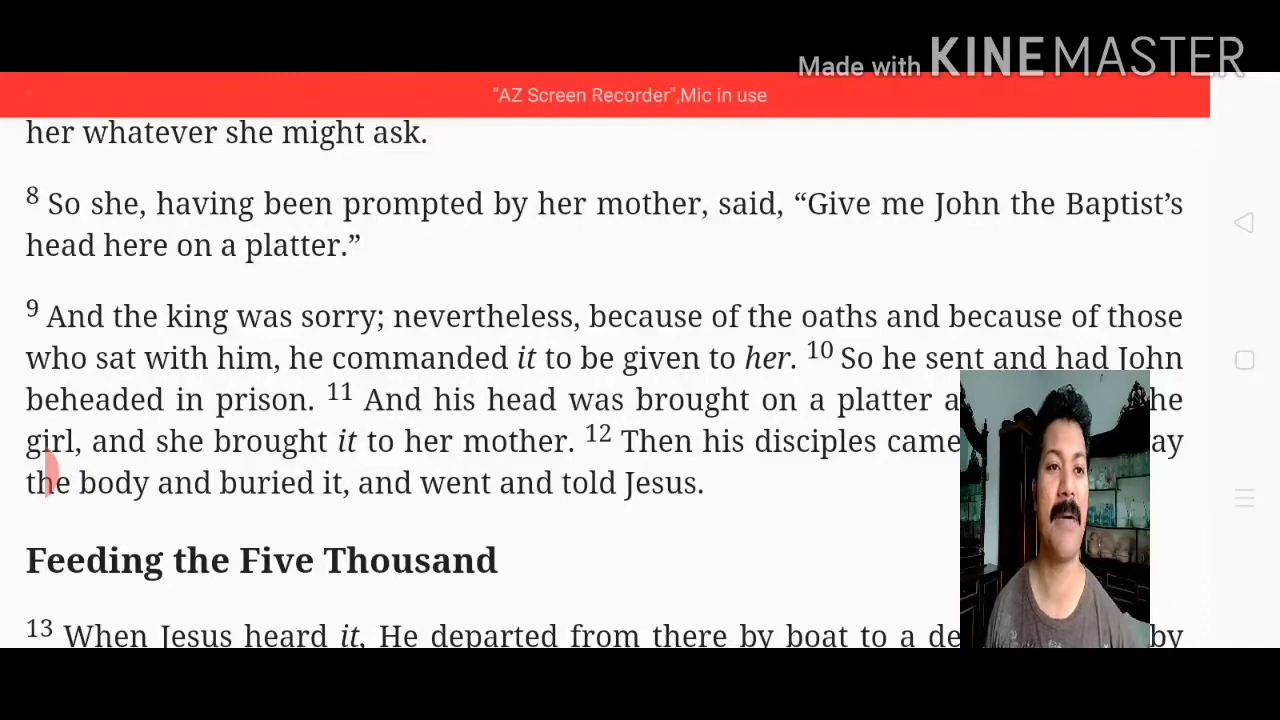 Made with KINEMASTER
"AZ Screen Recorder",Mic in use
her whatever she might ask.
8 So she, having been prompted by her mother, said, “Give me John the Baptist’s
head here on a platter.”
9 And the king was sorry; nevertheless, because of the oaths and because of those
who sat with him, he commanded it to be given to her. 10 So he sent and had John
beheaded in prison. 11 And his head was brought on a platter a he
girl, and she brought it to her mother. 12 Then his disciples came ay
the body and buried it, and went and told Jesus.
Feeding the Five Thousand
13 When Jesus heard it, He departed from there by boat to a de by